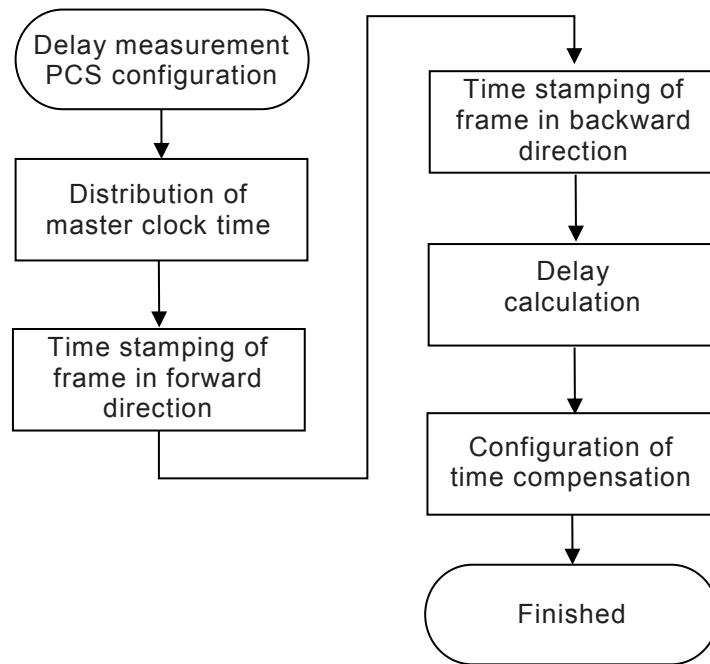 Delay measurement
PCS configuration
Distribution of
master clock time
Time stamping of
frame in forward
direction
Time stamping of
frame in backward
direction
Delay
calculation
Configuration of
time compensation
Finished